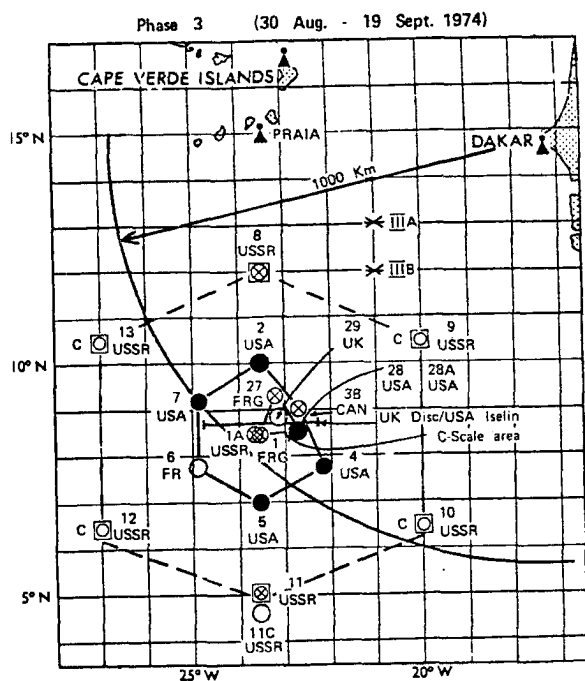 Phase 3 (30 Aug. - 19 Sept. 1974)
CAPE VERDE ISLANDS
15°N
PRAIA
DAKAR
1000 Km
IIIA
8
USSR
IIIB
C
13
USSR
2
USA
29
UK
C
9
USSR
10°N
27
FRG
28
USA
28A
USA
7
USA
3B
CAN
UK Disc/USA Iselin
C-Scale area
1A
USSR
1
FRG
6
FR
4
USA
5
USA
C
12
USSR
C
10
USSR
5°N
11
USSR
11C
USSR
25°W
20°W